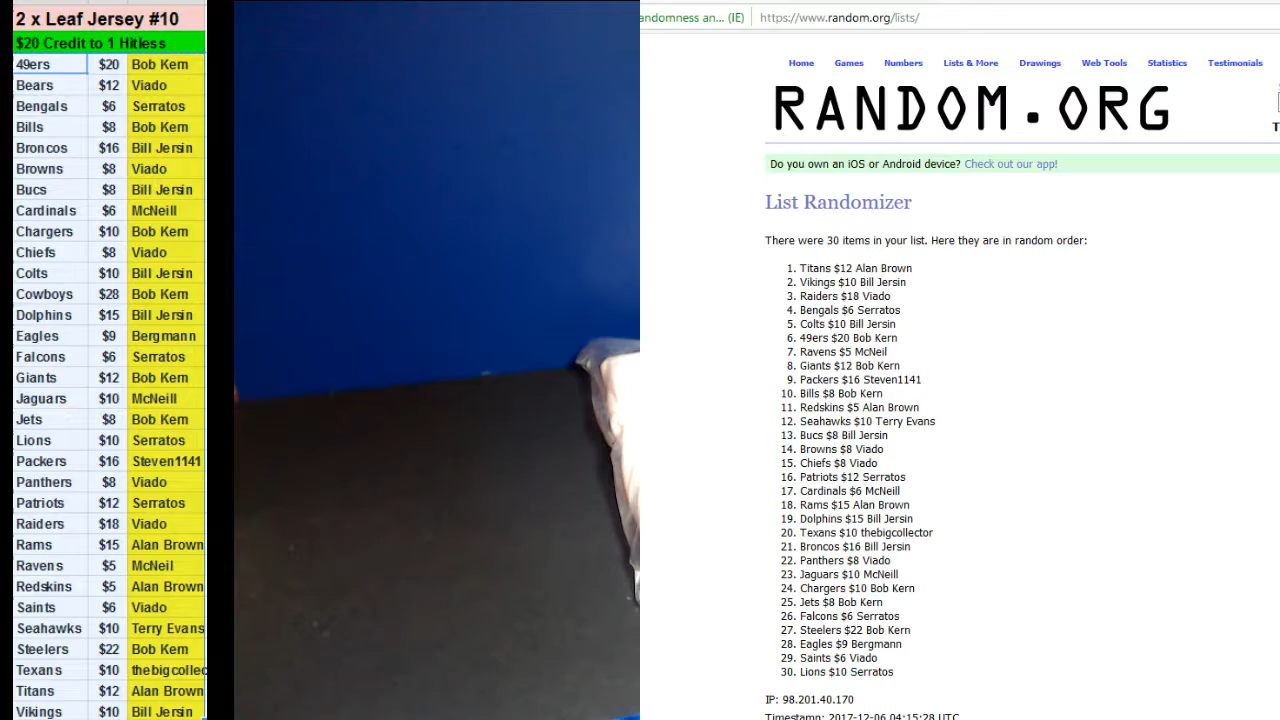 2 x Leaf Jersey #10
$20 Credit to 1 Hitless
49ers $20 Bob Kern
Bears $12 Viado
Bengals $6 Serratos
Bills $8 Bob Kern
Broncos $16 Bill Jersin
Browns $8 Viado
Bucs $8 Bill Jersin
Cardinals $6 McNeill
Chargers $10 Bob Kern
Chiefs $8 Viado
Colts $10 Bill Jersin
Cowboys $28 Bob Kern
Dolphins $15 Bill Jersin
Eagles $9 Bergmann
Falcons $6 Serratos
Giants $12 Bob Kern
Jaguars $10 McNeill
Jets $8 Bob Kern
Lions $10 Serratos
Packers $16 Steven1141
Panthers $8 Viado
Patriots $12 Serratos
Raiders $18 Viado
Rams $15 Alan Brown
Ravens $5 McNeil
Redskins $5 Alan Brown
Saints $6 Viado
Seahawks $10 Terry Evans
Steelers $22 Bob Kern
Texans $10 thebigcollec
Titans $12 Alan Brown
Vikings $10 Bill Jersin
andomness an... (IE) https://www.random.org/lists/
Home Games Numbers Lists & More Drawings Web Tools Statistics Testimonials
RANDOM.ORG
Do you own an iOS or Android device? Check out our app!
List Randomizer
There were 30 items in your list. Here they are in random order:
1. Titans $12 Alan Brown
2. Vikings $10 Bill Jersin
3. Raiders $18 Viado
4. Bengals $6 Serratos
5. Colts $10 Bill Jersin
6. 49ers $20 Bob Kern
7. Ravens $5 McNeil
8. Giants $12 Bob Kern
9. Packers $16 Steven1141
10. Bills $8 Bob Kern
11. Redskins $5 Alan Brown
12. Seahawks $10 Terry Evans
13. Bucs $8 Bill Jersin
14. Browns $8 Viado
15. Chiefs $8 Viado
16. Patriots $12 Serratos
17. Cardinals $6 McNeill
18. Rams $15 Alan Brown
19. Dolphins $15 Bill Jersin
20. Texans $10 thebigcollector
21. Broncos $16 Bill Jersin
22. Panthers $8 Viado
23. Jaguars $10 McNeill
24. Chargers $10 Bob Kern
25. Jets $8 Bob Kern
26. Falcons $6 Serratos
27. Steelers $22 Bob Kern
28. Eagles $9 Bergmann
29. Saints $6 Viado
30. Lions $10 Serratos
IP: 98.201.40.170
Timestamp: 2017-12-06 04:15:28 UTC